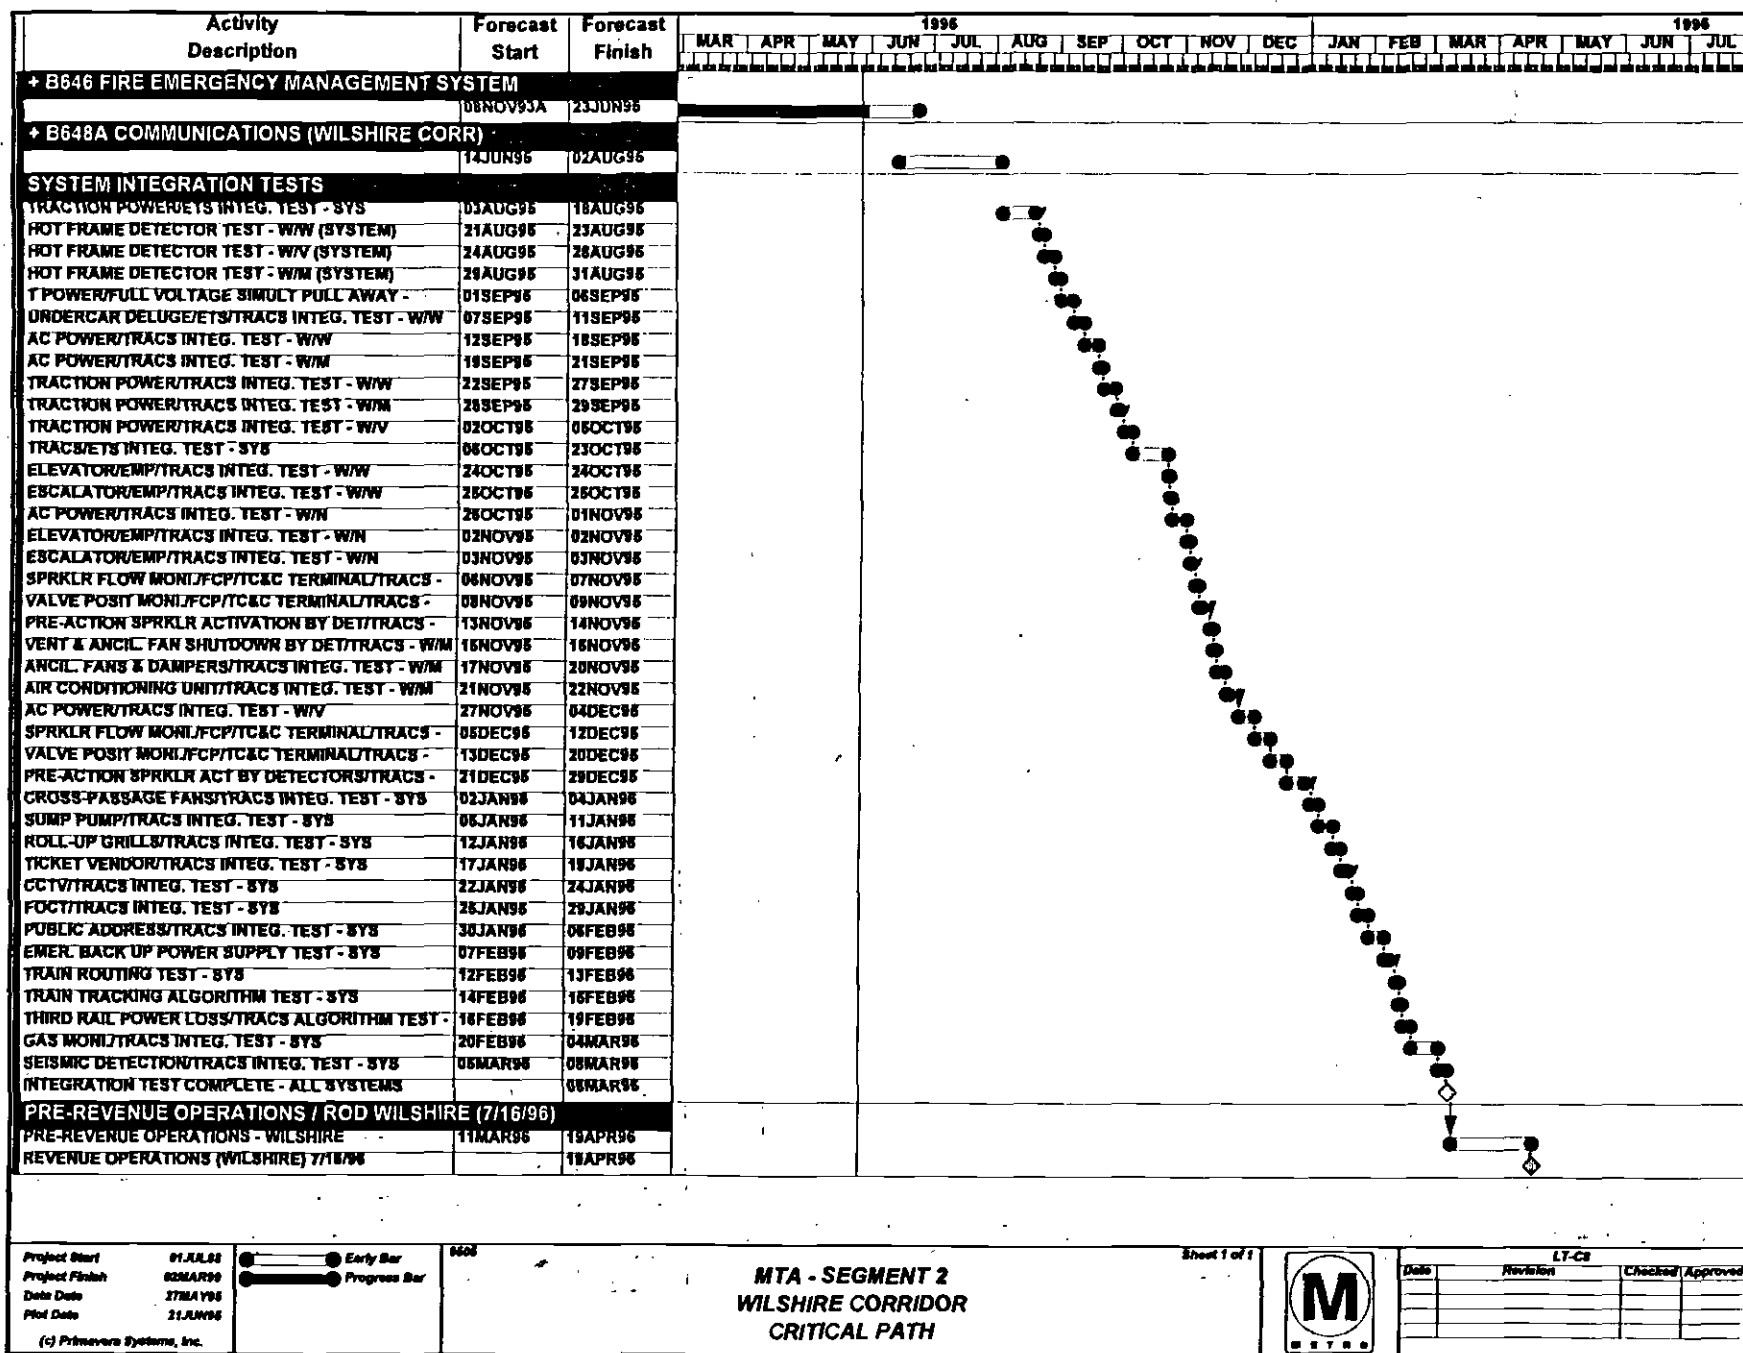 Activity Description Forecast Start Forecast Finish
1995 1996
MAR APR MAY JUN JUL AUG SEP OCT NOV DEC JAN FEB MAR APR MAY JUN JUL
+ B646 FIRE EMERGENCY MANAGEMENT SYSTEM
08NOV93A 23JUN95
+ B648A COMMUNICATIONS (WILSHIRE CORR)
14JUN95 02AUG95
SYSTEM INTEGRATION TESTS
TRACTION POWER/ETS INTEG. TEST - SYS 03AUG95 18AUG95
HOT FRAME DETECTOR TEST - W/W (SYSTEM) 21AUG95 23AUG95
HOT FRAME DETECTOR TEST - W/V (SYSTEM) 24AUG95 28AUG95
HOT FRAME DETECTOR TEST - W/M (SYSTEM) 29AUG95 31AUG95
T POWER/FULL VOLTAGE SIMULT PULL AWAY - 01SEP95 06SEP95
UNDERCAR DELUGE/ETS/TRACS INTEG. TEST - W/W 07SEP95 11SEP95
AC POWER/TRACS INTEG. TEST - W/W 12SEP95 18SEP95
AC POWER/TRACS INTEG. TEST - W/M 19SEP95 21SEP95
TRACTION POWER/TRACS INTEG. TEST - W/W 22SEP95 27SEP95
TRACTION POWER/TRACS INTEG. TEST - W/M 28SEP95 29SEP95
TRACTION POWER/TRACS INTEG. TEST - W/V 02OCT95 05OCT95
TRACS/ETS INTEG. TEST - SYS 06OCT95 23OCT95
ELEVATOR/EMP/TRACS INTEG. TEST - W/W 24OCT95 24OCT95
ESCALATOR/EMP/TRACS INTEG. TEST - W/W 25OCT95 25OCT95
AC POWER/TRACS INTEG. TEST - W/N 26OCT95 01NOV95
ELEVATOR/EMP/TRACS INTEG. TEST - W/N 02NOV95 02NOV95
ESCALATOR/EMP/TRACS INTEG. TEST - W/N 03NOV95 03NOV95
SPRKLR FLOW MONI./FCP/TC&C TERMINAL/TRACS - 06NOV95 07NOV95
VALVE POSIT MONI./FCP/TC&C TERMINAL/TRACS - 08NOV95 09NOV95
PRE-ACTION SPRKLR ACTIVATION BY DET/TRACS - 13NOV95 14NOV95
VENT & ANCIL. FAN SHUTDOWN BY DET/TRACS - W/M 15NOV95 16NOV95
ANCIL. FANS & DAMPERS/TRACS INTEG. TEST - W/M 17NOV95 20NOV95
AIR CONDITIONING UNIT/TRACS INTEG. TEST - W/M 21NOV95 22NOV95
AC POWER/TRACS INTEG. TEST - W/V 27NOV95 04DEC95
SPRKLR FLOW MONI./FCP/TC&C TERMINAL/TRACS - 05DEC95 12DEC95
VALVE POSIT MONI./FCP/TC&C TERMINAL/TRACS - 13DEC95 20DEC95
PRE-ACTION SPRKLR ACT BY DETECTORS/TRACS - 21DEC95 29DEC95
CROSS-PASSAGE FANS/TRACS INTEG. TEST - SYS 02JAN96 04JAN96
SUMP PUMP/TRACS INTEG. TEST - SYS 05JAN96 11JAN96
ROLL-UP GRILLS/TRACS INTEG. TEST - SYS 12JAN96 16JAN96
TICKET VENDOR/TRACS INTEG. TEST - SYS 17JAN96 19JAN96
CCTV/TRACS INTEG. TEST - SYS 22JAN96 24JAN96
FOCT/TRACS INTEG. TEST - SYS 25JAN96 29JAN96
PUBLIC ADDRESS/TRACS INTEG. TEST - SYS 30JAN96 06FEB96
EMER. BACK UP POWER SUPPLY TEST - SYS 07FEB96 09FEB96
TRAIN ROUTING TEST - SYS 12FEB96 13FEB96
TRAIN TRACKING ALGORITHM TEST - SYS 14FEB96 15FEB96
THIRD RAIL POWER LOSS/TRACS ALGORITHM TEST - 16FEB96 19FEB96
GAS MONI./TRACS INTEG. TEST - SYS 20FEB96 04MAR96
SEISMIC DETECTION/TRACS INTEG. TEST - SYS 05MAR96 08MAR96
INTEGRATION TEST COMPLETE - ALL SYSTEMS 08MAR96
PRE-REVENUE OPERATIONS / ROD WILSHIRE (7/16/96)
PRE-REVENUE OPERATIONS - WILSHIRE 11MAR96 19APR96
REVENUE OPERATIONS (WILSHIRE) 7/16/96 19APR96
Project Start 01JUL88
Project Finish 02MAR99
Data Date 27MAY95
Plot Date 21JUN95
(c) Primavera Systems, Inc.
Early Bar
Progress Bar
9505
MTA - SEGMENT 2
WILSHIRE CORRIDOR
CRITICAL PATH
Sheet 1 of 1
M
METRO
LT-C2
Date Revision Checked Approved